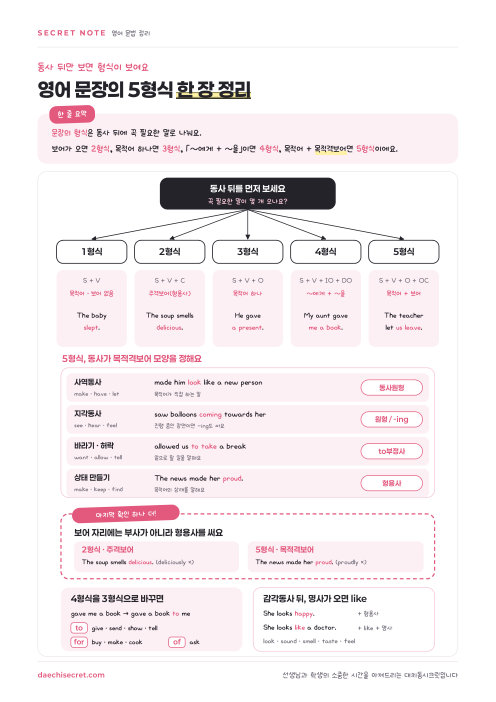 SECRET NOTE 영어 문법 정리
동사 뒤만 보면 형식이 보여요
영어 문장의 5형식 한 장 정리
한 줄 요약
문장의 형식은 동사 뒤에 꼭 필요한 말로 나눠요.
보어가 오면 2형식, 목적어 하나면 3형식, 「~에게 + ~을」이면 4형식, 목적어 + 목적격보어면 5형식이에요.
동사 뒤를 먼저 보세요
꼭 필요한 말이 몇 개 오나요?
1형식 2형식 3형식 4형식 5형식
S + V S + V + C S + V + O S + V + IO + DO S + V + O + OC
목적어 · 보어 없음 주격보어(형용사) 목적어 하나 ~에게 + ~을 목적어 + 보어
The baby The soup smells He gave My aunt gave The teacher
slept. delicious. a present. me a book. let us leave.
5형식, 동사가 목적격보어 모양을 정해요
사역동사 made him look like a new person 동사원형
make · have · let 목적어가 직접 하는 말
지각동사 saw balloons coming towards her 원형 / -ing
see · hear · feel 진행 중인 장면이면 -ing도 써요
바라기 · 허락 allowed us to take a break to부정사
want · allow · tell 앞으로 할 일을 말해요
상태 만들기 The news made her proud. 형용사
make · keep · find 목적어의 상태를 말해요
마지막 확인 하나 더!
보어 자리에는 부사가 아니라 형용사를 써요
2형식 · 주격보어 5형식 · 목적격보어
The soup smells delicious. (deliciously ×) The news made her proud. (proudly ×)
4형식을 3형식으로 바꾸면 감각동사 뒤, 명사가 오면 like
gave me a book → gave a book to me She looks happy. + 형용사
to give · send · show · tell She looks like a doctor. + like + 명사
for buy · make · cook of ask look · sound · smell · taste · feel
daechisecret.com 선생님과 학생의 소중한 시간을 아껴드리는 대치동시크릿입니다